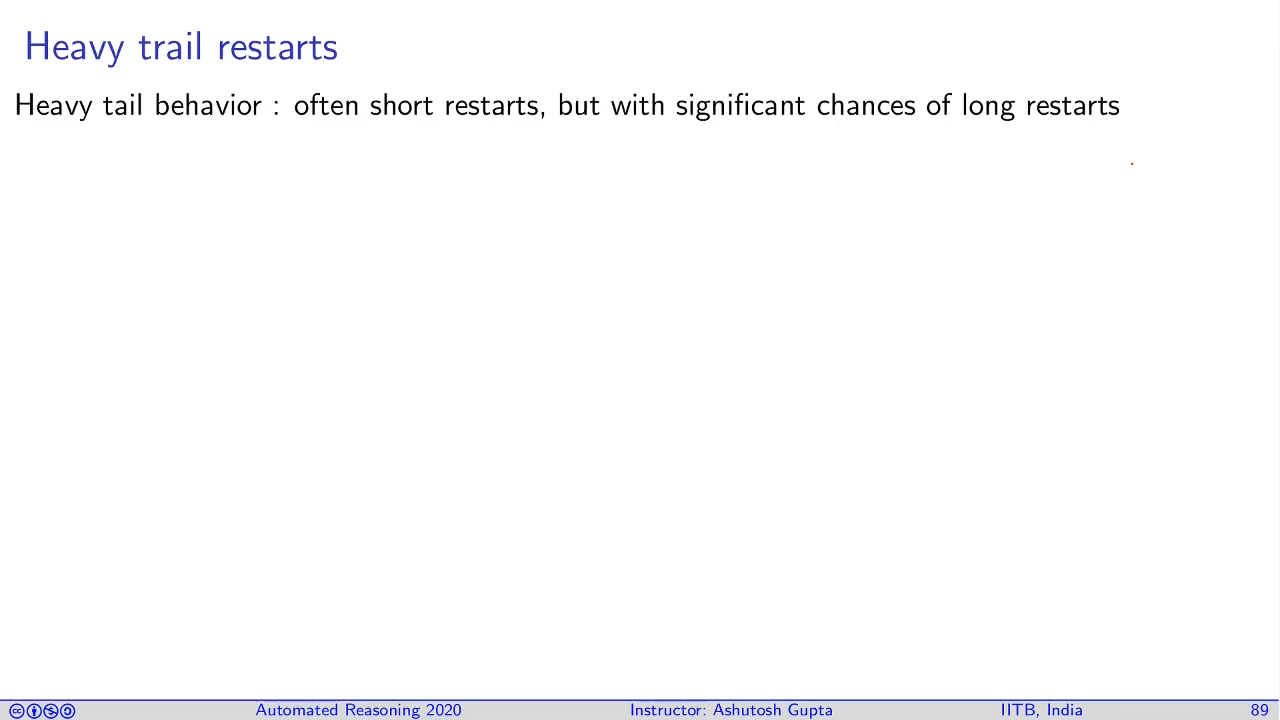 Heavy trail restarts
Heavy tail behavior : often short restarts, but with significant chances of long restarts
Automated Reasoning 2020 Instructor: Ashutosh Gupta IITB, India 89